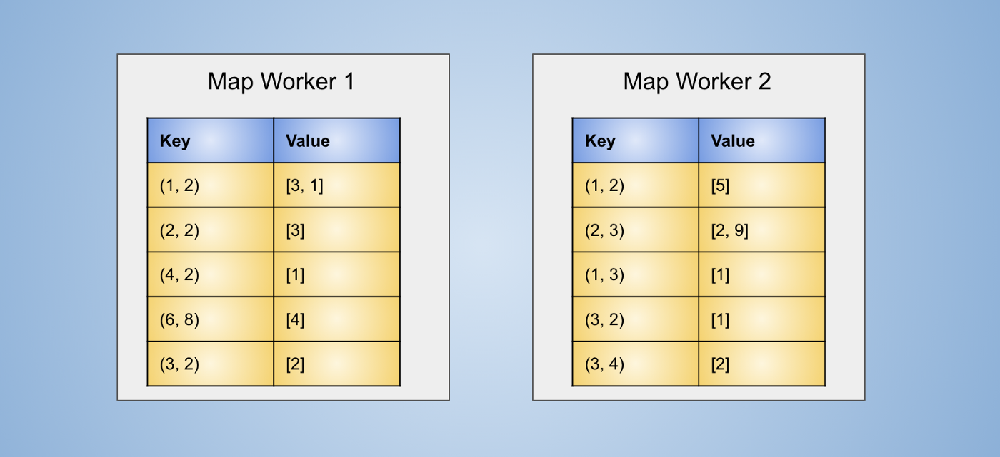 Map Worker 1
Key Value
(1, 2) [3, 1]
(2, 2) [3]
(4, 2) [1]
(6, 8) [4]
(3, 2) [2]
Map Worker 2
Key Value
(1, 2) [5]
(2, 3) [2, 9]
(1, 3) [1]
(3, 2) [1]
(3, 4) [2]